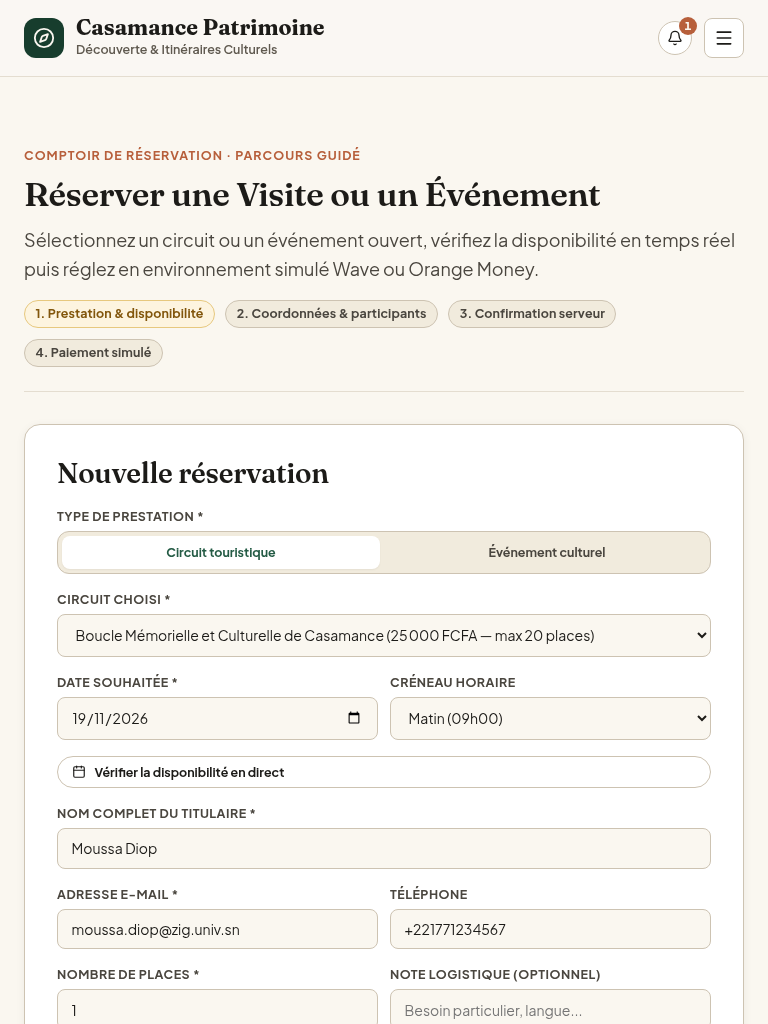 Casamance Patrimoine
Découverte & Itinéraires Culturels
1
COMPTOIR DE RÉSERVATION · PARCOURS GUIDÉ
Réserver une Visite ou un Événement
Sélectionnez un circuit ou un événement ouvert, vérifiez la disponibilité en temps réel
puis réglez en environnement simulé Wave ou Orange Money.
1. Prestation & disponibilité
2. Coordonnées & participants
3. Confirmation serveur
4. Paiement simulé
Nouvelle réservation
TYPE DE PRESTATION *
Circuit touristique
Événement culturel
CIRCUIT CHOISI *
Boucle Mémorielle et Culturelle de Casamance (25 000 FCFA — max 20 places)
DATE SOUHAITÉE *
CRÉNEAU HORAIRE
19/11/2026
Matin (09h00)
Vérifier la disponibilité en direct
NOM COMPLET DU TITULAIRE *
Moussa Diop
ADRESSE E-MAIL *
TÉLÉPHONE
moussa.diop@zig.univ.sn
+221771234567
NOMBRE DE PLACES *
NOTE LOGISTIQUE (OPTIONNEL)
1
Besoin particulier, langue...